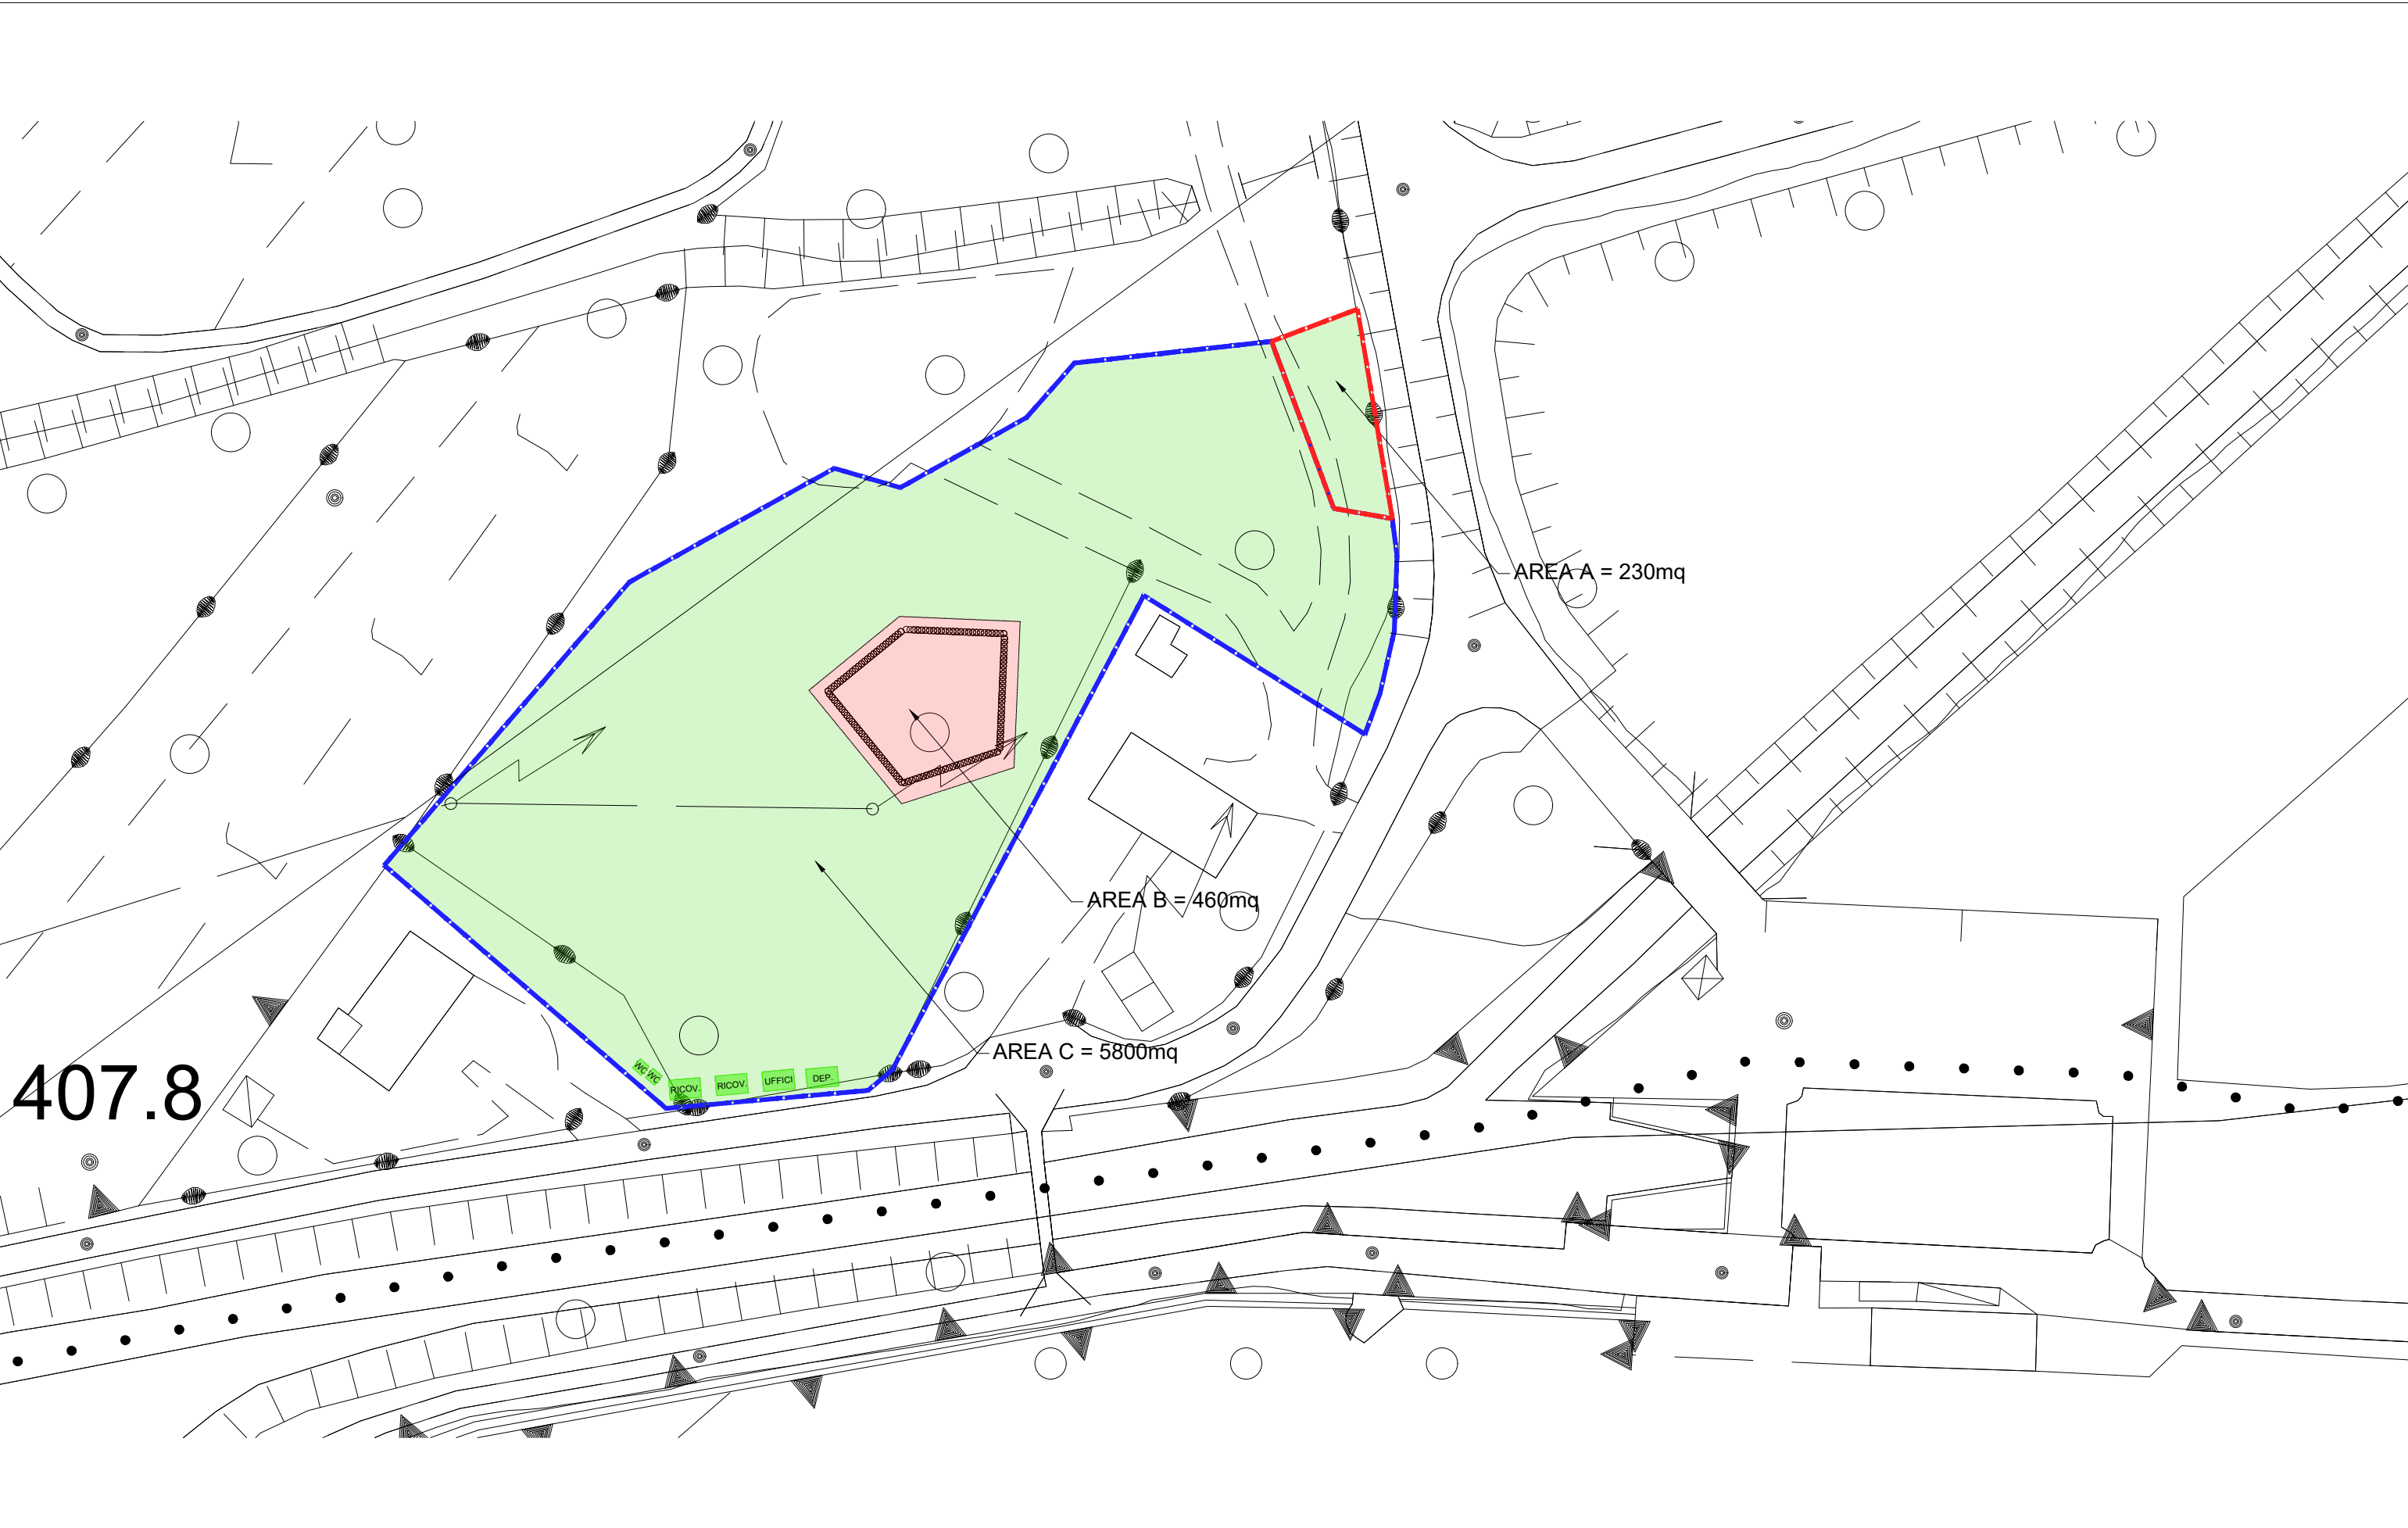 AREA A = 230mq
AREA B = 460mq
AREA C = 5800mq
WC
WC
RICOV.
RICOV.
UFFICI
DEP.
407.8